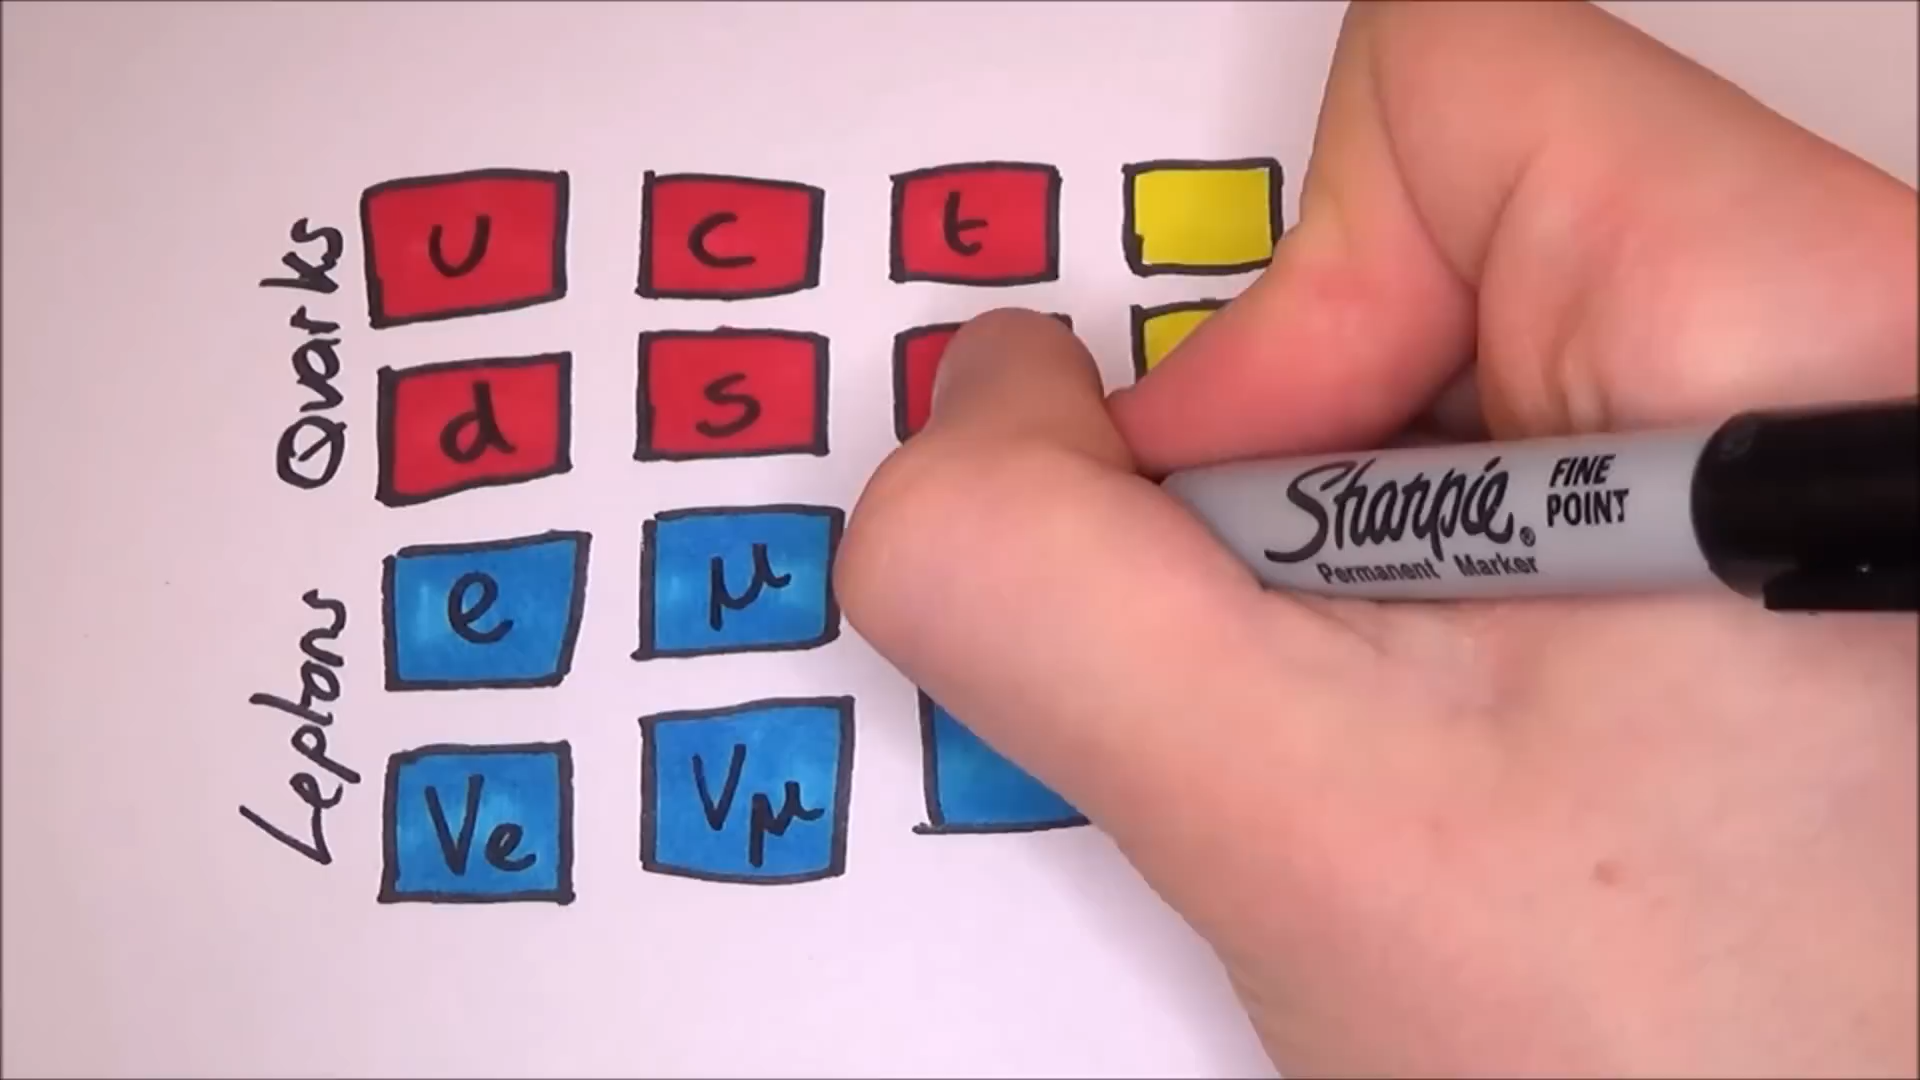 Quarks
u c t
d s
Leptons
e μ
Ve Vμ
Sharpie® FINE
POINT
Permanent Marker